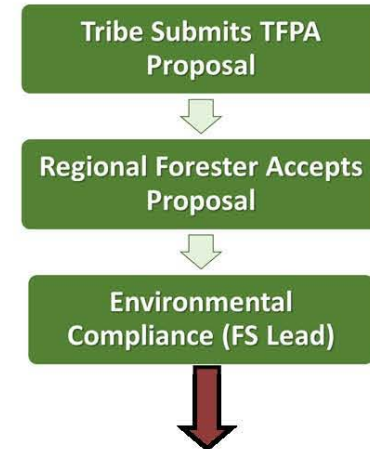 Tribe Submits TFPA
Proposal
Regional Forester Accepts
Proposal
Environmental
Compliance (FS Lead)